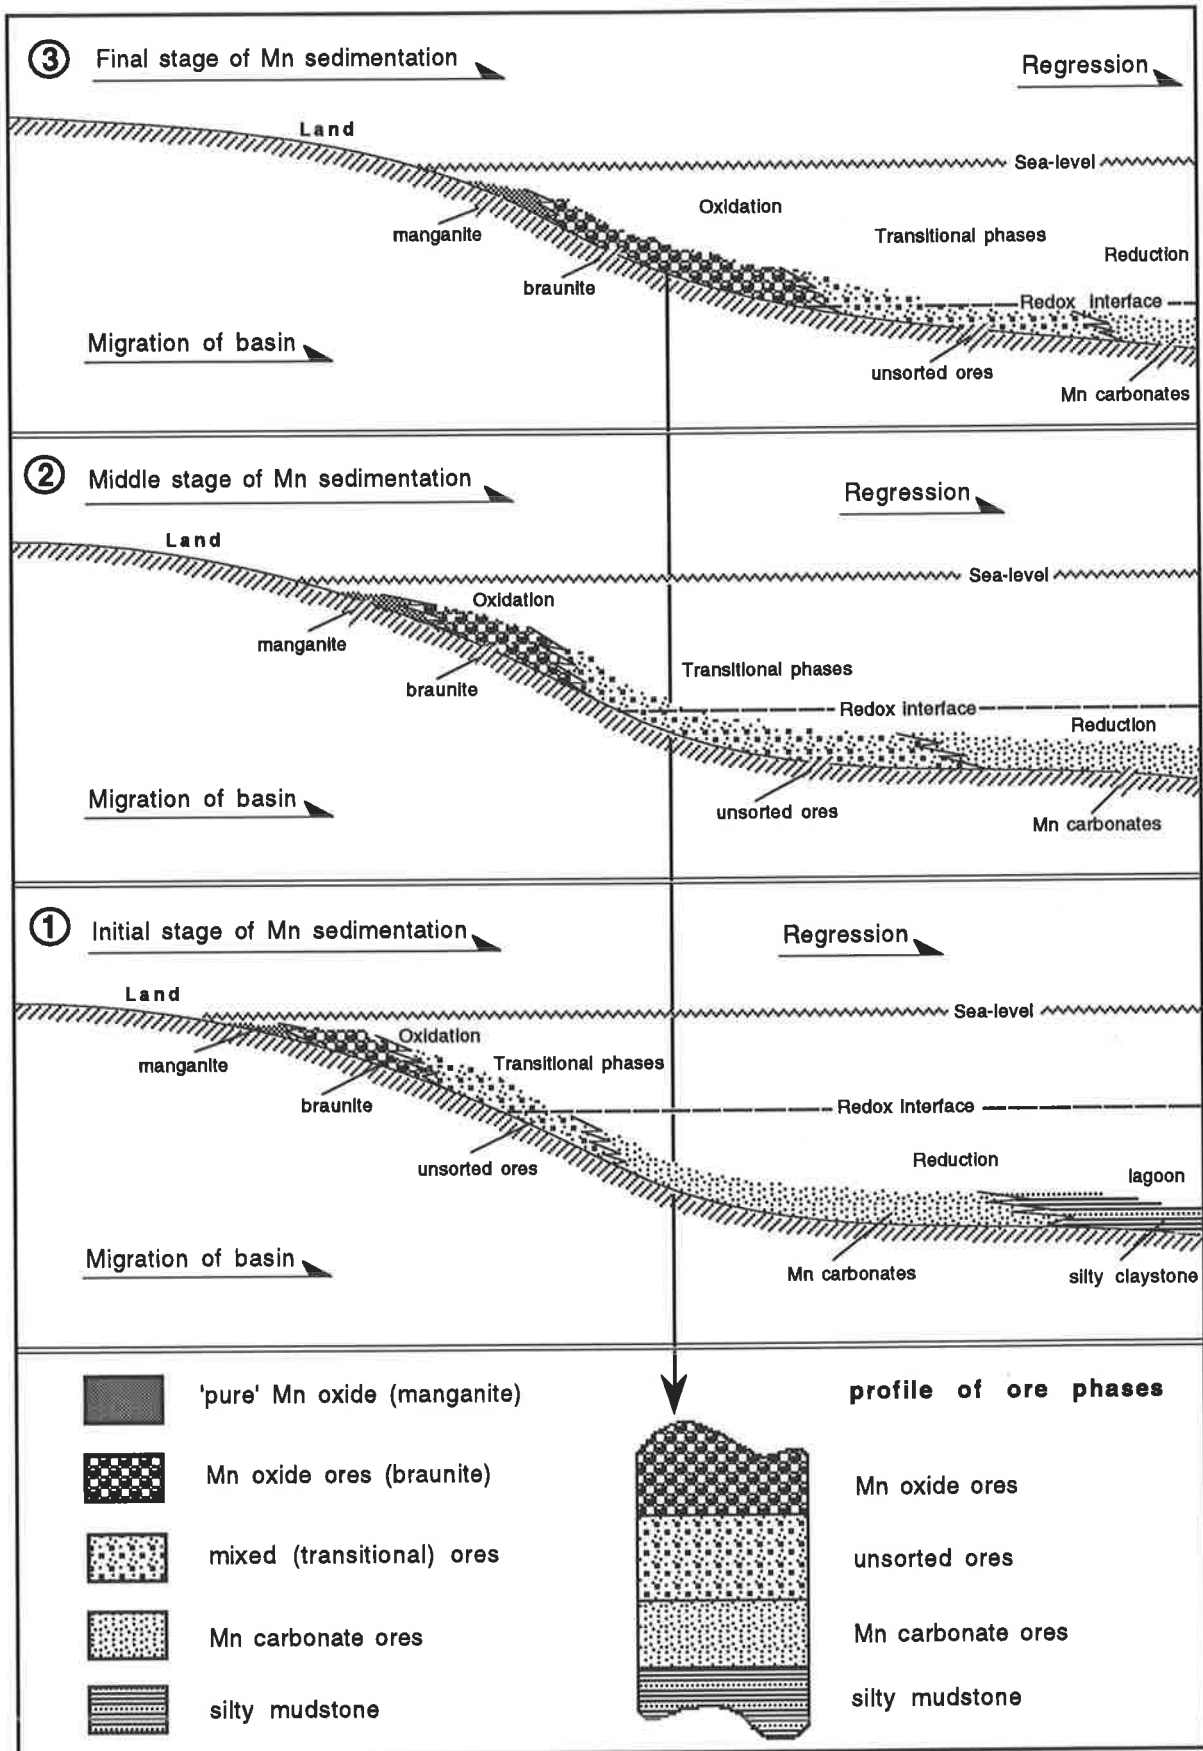 3 Final stage of Mn sedimentation
Regression
Land
Sea-level
Oxidation
manganite
Transitional phases
Reduction
braunite
Redox Interface
Migration of basin
unsorted ores
Mn carbonates
2 Middle stage of Mn sedimentation
Regression
Land
Sea-level
Oxidation
manganite
Transitional phases
braunite
Redox interface
Reduction
Migration of basin
unsorted ores
Mn carbonates
1 Initial stage of Mn sedimentation
Regression
Land
Sea-level
Oxidation
manganite
Transitional phases
braunite
Redox Interface
unsorted ores
Reduction
lagoon
Migration of basin
Mn carbonates
silty claystone
'pure' Mn oxide (manganite)
Mn oxide ores (braunite)
mixed (transitional) ores
Mn carbonate ores
silty mudstone
profile of ore phases
Mn oxide ores
unsorted ores
Mn carbonate ores
silty mudstone